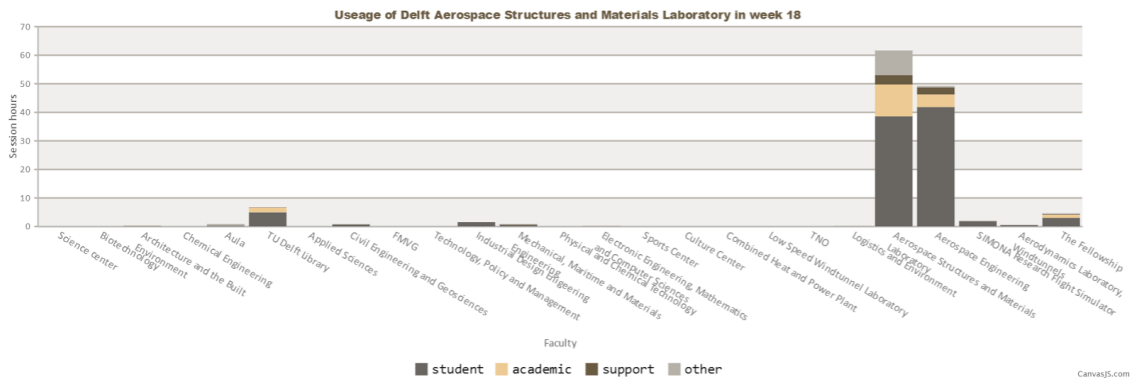 Useage of Delft Aerospace Structures and Materials Laboratory in week 18
Session hours
70
60
50
40
30
20
10
0
Science center
Biotechnology
Architecture and the Built
Environment
Chemical Engineering
Aula
TU Delft Library
Applied Sciences
Civil Engineering and Geosciences
FMVG
Technology, Policy and Management
Industrial Design Engineering
Mechanical, Maritime and Materials
Engineering
Physical and Chemical Technology
Electronic Engineering, Mathematics
and Computer Sciences
Sports Center
Culture Center
Combined Heat and Power Plant
Low Speed Windtunnel Laboratory
TNO
Logistics and Environment
Aerospace Structures and Materials
Laboratory
Aerospace Engineering
SIMONA Research Flight Simulator
Aerodynamics Laboratory,
Windtunnels
The Fellowship
Faculty
student academic support other
CanvasJS.com